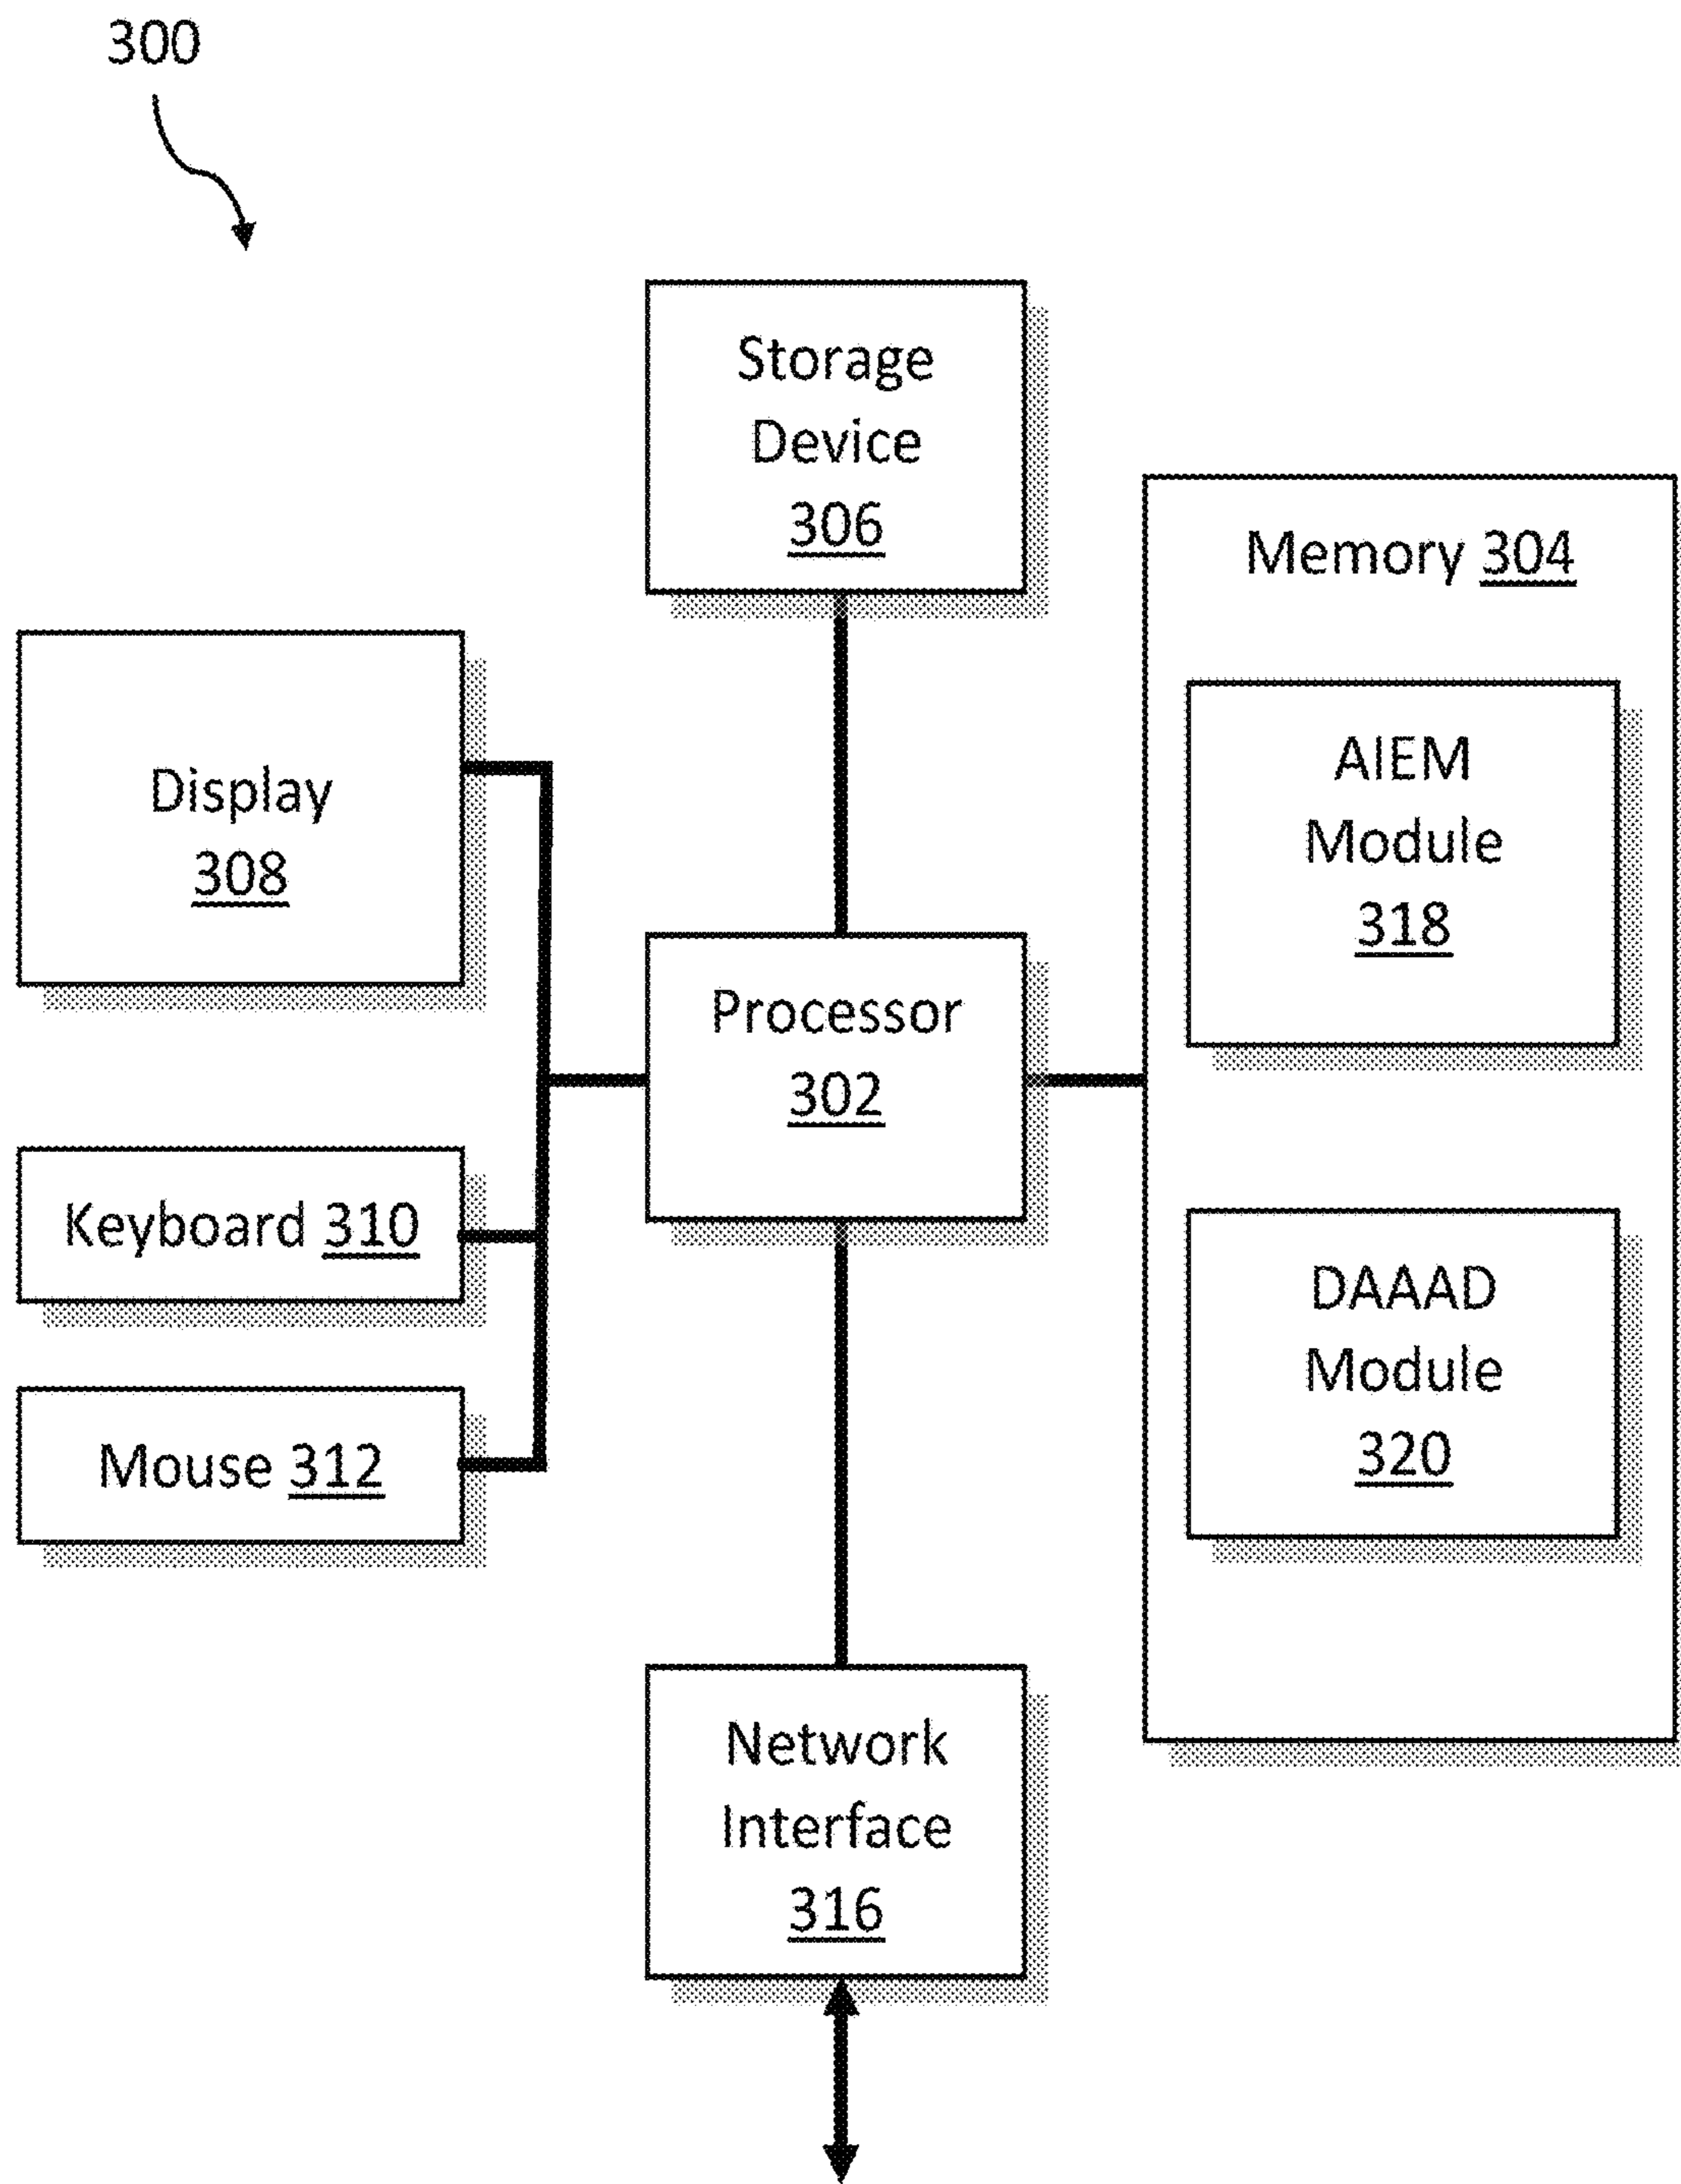 300
Storage
Device
306
Memory 304
AIEM
Module
318
Display
308
Processor
302
Keyboard 310
DAAAD
Module
320
Mouse 312
Network
Interface
316